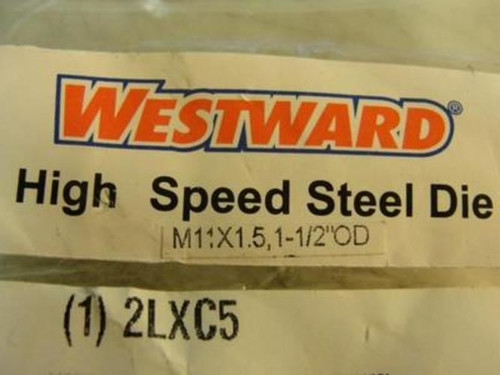 WESTWARD®
High Speed Steel Die
M11X1.5,1-1/2"OD
(1) 2LXC5